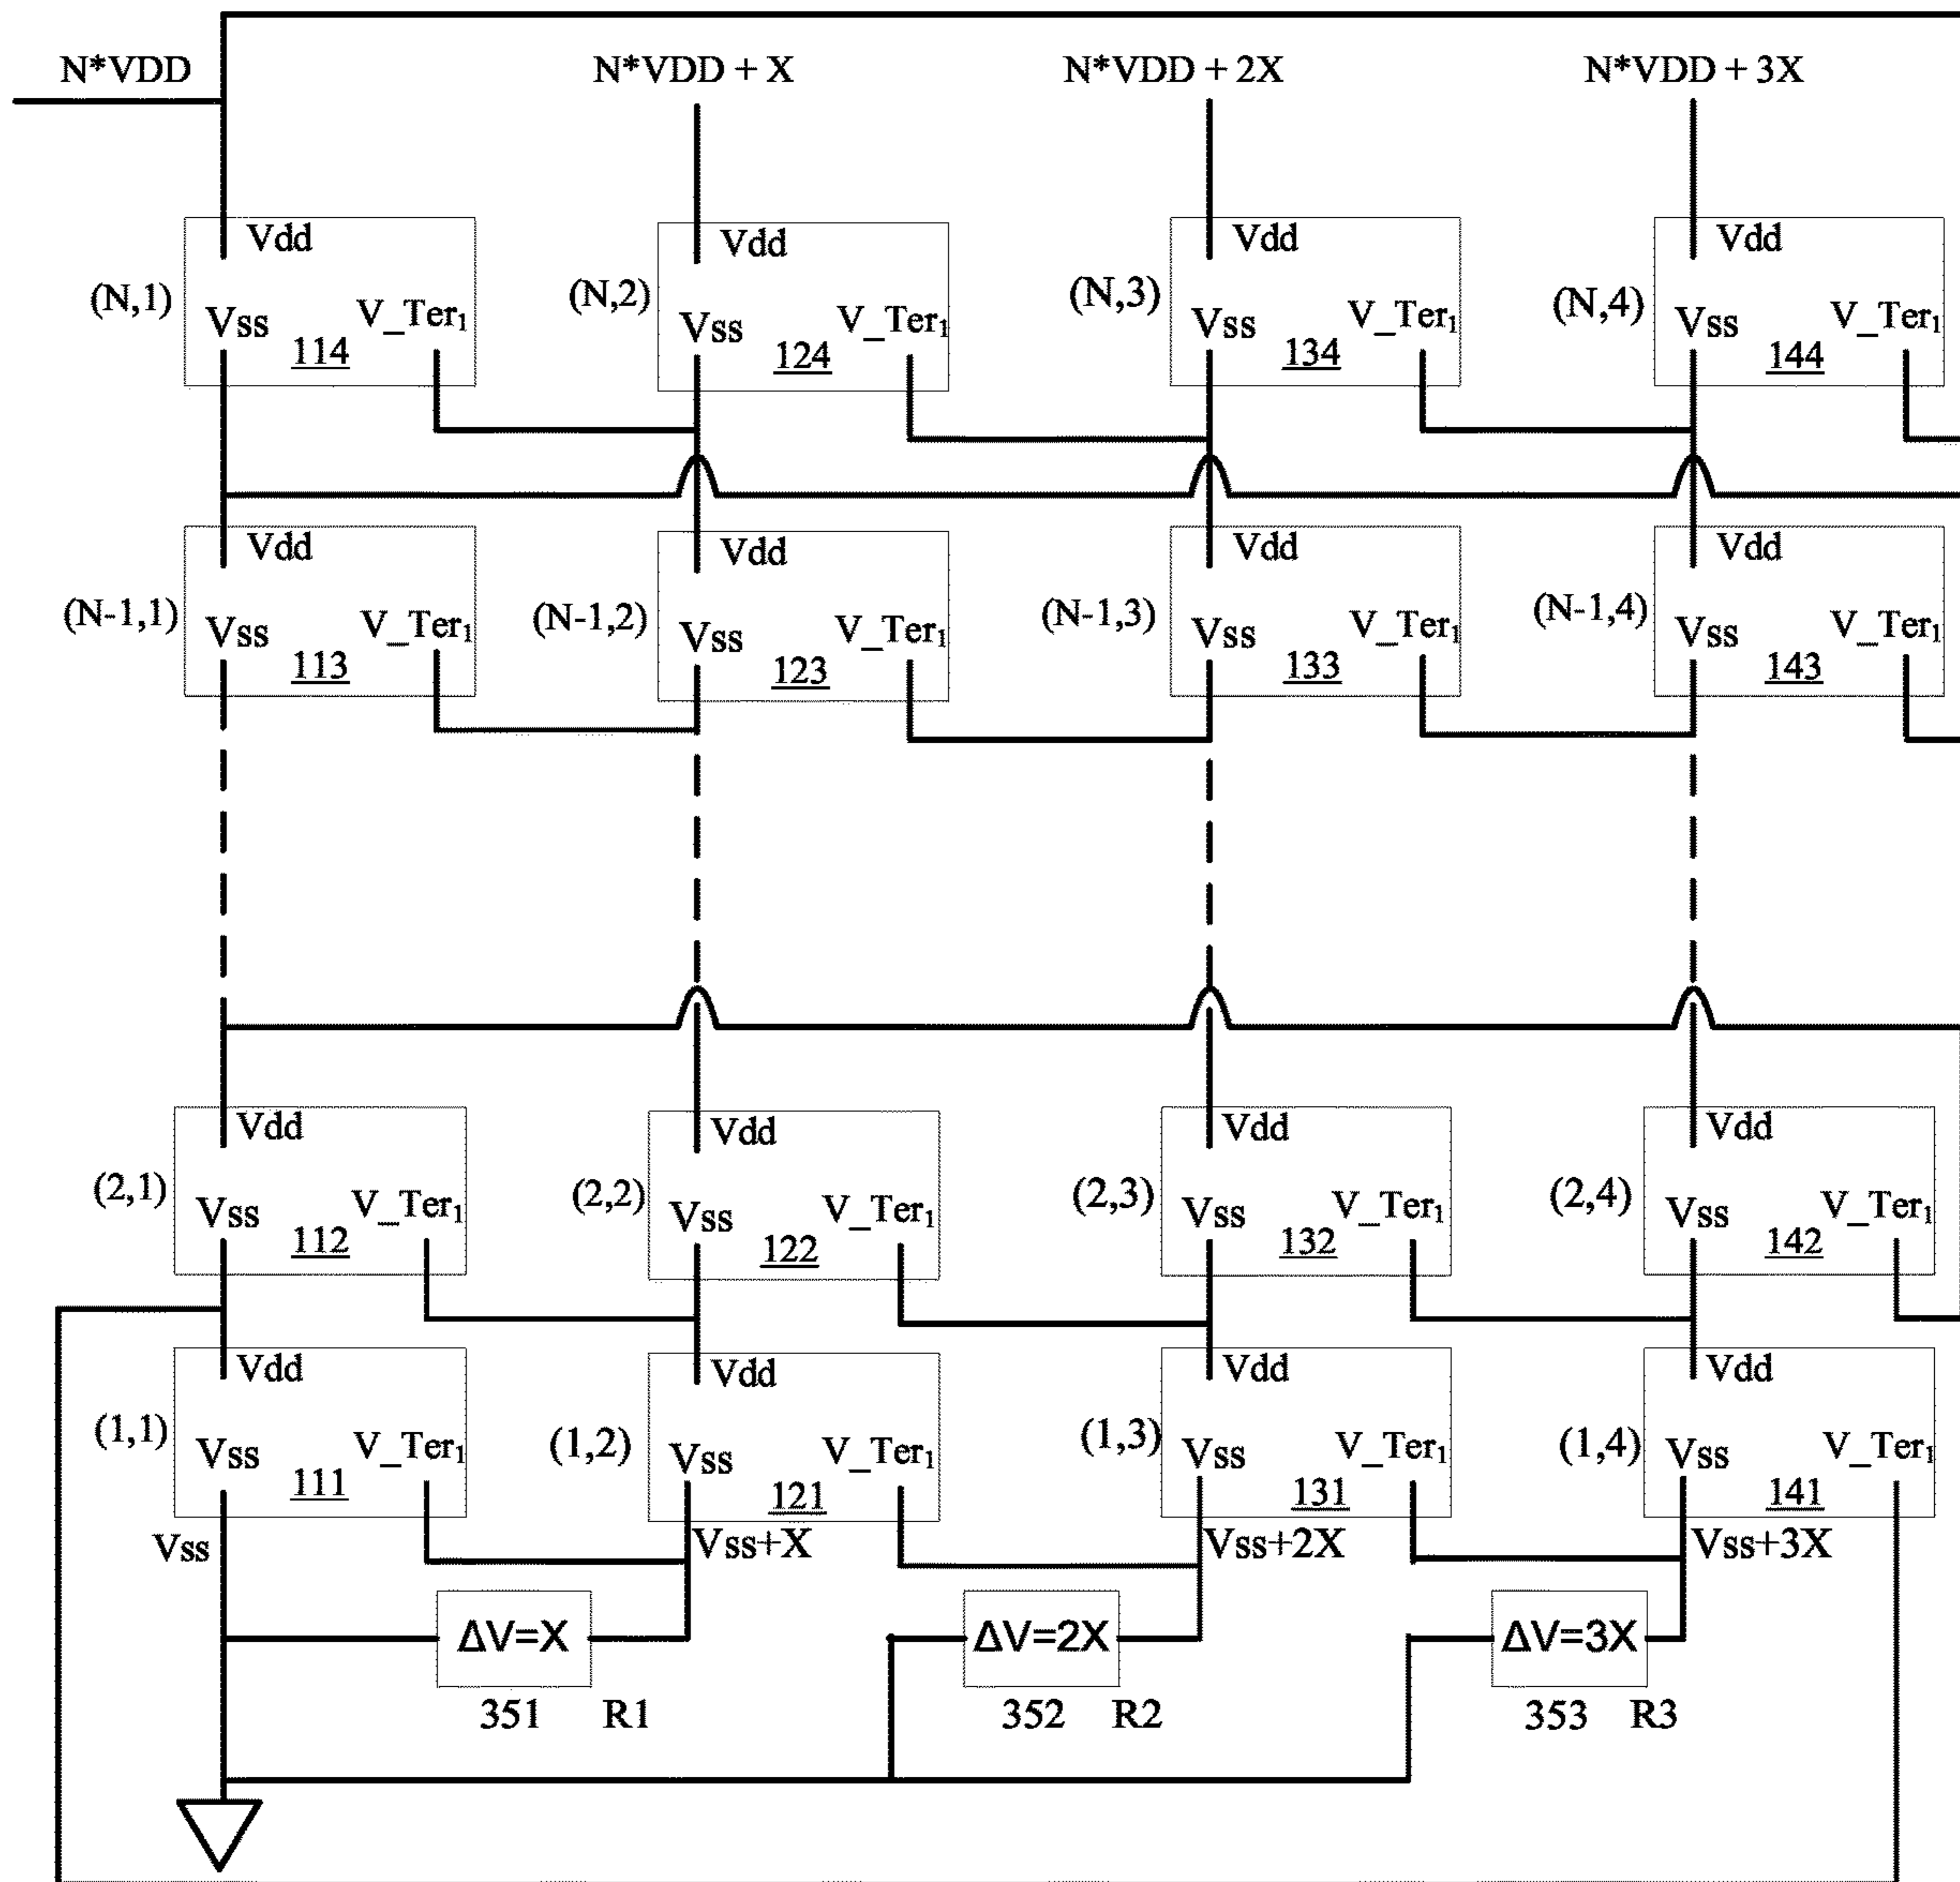 N*VDD
N*VDD + X
N*VDD + 2X
N*VDD + 3X
Vdd
Vdd
Vdd
Vdd
(N,1)
Vss
V_Ter₁
114
(N,2)
Vss
V_Ter₁
124
(N,3)
Vss
V_Ter₁
134
(N,4)
Vss
V_Ter₁
144
Vdd
Vdd
Vdd
Vdd
(N-1,1)
Vss
V_Ter₁
113
(N-1,2)
Vss
V_Ter₁
123
(N-1,3)
Vss
V_Ter₁
133
(N-1,4)
Vss
V_Ter₁
143
Vdd
Vdd
Vdd
Vdd
(2,1)
Vss
V_Ter₁
112
(2,2)
Vss
V_Ter₁
122
(2,3)
Vss
V_Ter₁
132
(2,4)
Vss
V_Ter₁
142
Vdd
Vdd
Vdd
Vdd
(1,1)
Vss
V_Ter₁
111
(1,2)
Vss
V_Ter₁
121
(1,3)
Vss
V_Ter₁
131
(1,4)
Vss
V_Ter₁
141
Vss
Vss+X
Vss+2X
Vss+3X
ΔV=X
ΔV=2X
ΔV=3X
351 R1
352 R2
353 R3